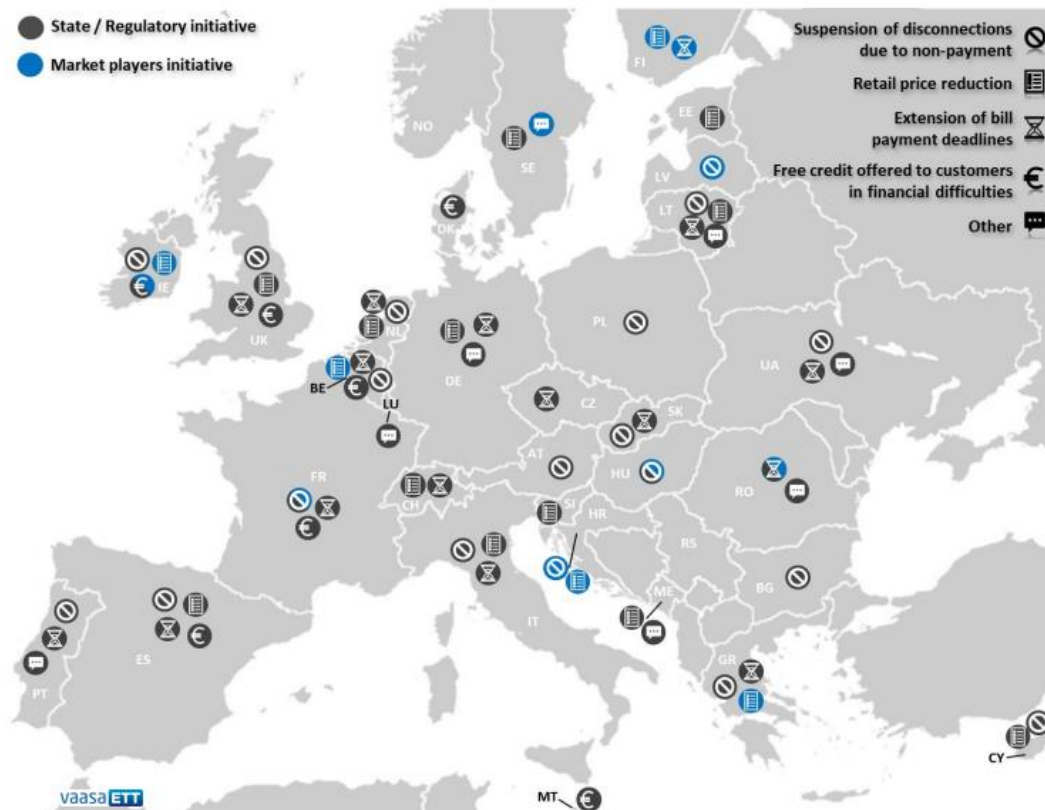 State / Regulatory initiative
Market players initiative
Suspension of disconnections
due to non-payment
Retail price reduction
Extension of bill
payment deadlines
Free credit offered to customers
in financial difficulties
Other
FI
NO
SE
EE
LV
LT
DK
IE
UK
NL
BE
LU
DE
PL
UA
CZ
SK
AT
HU
FR
CH
SI
HR
RO
RS
ME
BG
IT
ES
PT
GR
CY
MT
vaasaETT